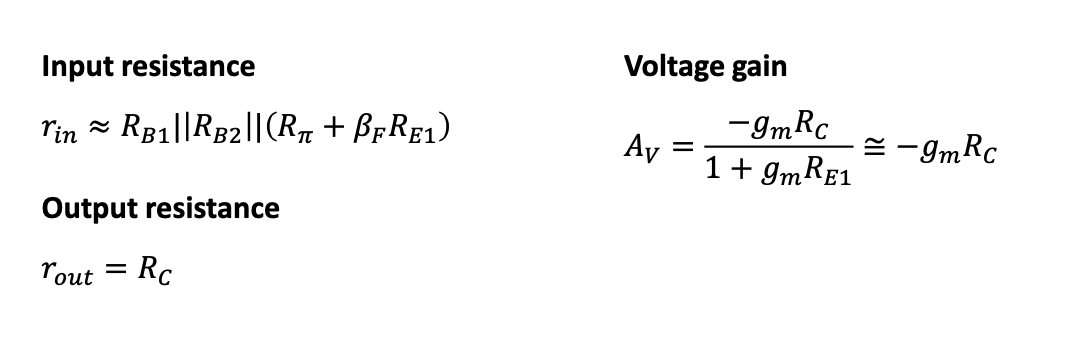 Input resistance
r_in ≈ R_B1||R_B2||(R_π + β_F R_E1)
Output resistance
r_out = R_C
Voltage gain
A_V = −g_m R_C / 1 + g_m R_E1 ≅ −g_m R_C